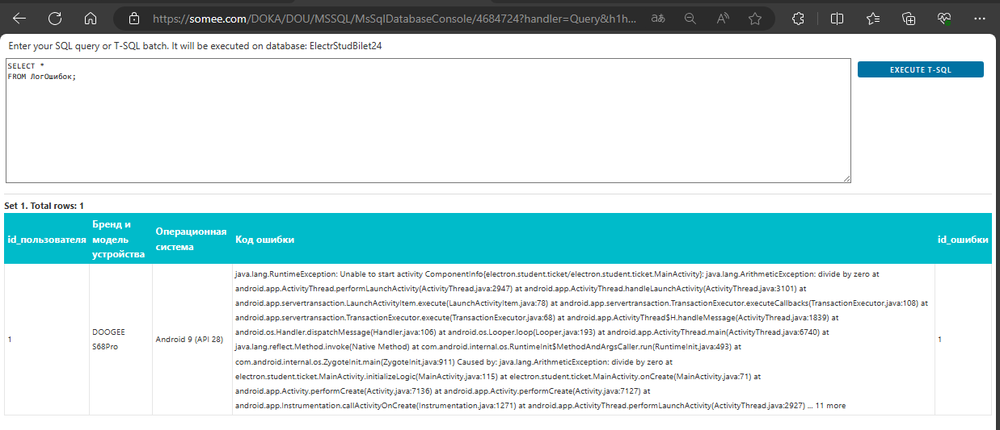 https://somee.com/DOKA/DOU/MSSQL/MsSqlDatabaseConsole/4684724?handler=Query&h1h...
Enter your SQL query or T-SQL batch. It will be executed on database: ElectrStudBilet24
SELECT *
FROM ЛогОшибок;
EXECUTE T-SQL
Set 1. Total rows: 1
id_пользователя
Бренд и
модель
устройства
Операционная
система
Код ошибки
id_ошибки
1
DOOGEE
S68Pro
Android 9 (API 28)
java.lang.RuntimeException: Unable to start activity ComponentInfo{electron.student.ticket/electron.student.ticket.MainActivity}: java.lang.ArithmeticException: divide by zero at
android.app.ActivityThread.performLaunchActivity(ActivityThread.java:2947) at android.app.ActivityThread.handleLaunchActivity(ActivityThread.java:3101) at
android.app.servertransaction.LaunchActivityItem.execute(LaunchActivityItem.java:78) at android.app.servertransaction.TransactionExecutor.executeCallbacks(TransactionExecutor.java:108) at
android.app.servertransaction.TransactionExecutor.execute(TransactionExecutor.java:68) at android.app.ActivityThread$H.handleMessage(ActivityThread.java:1839) at
android.os.Handler.dispatchMessage(Handler.java:106) at android.os.Looper.loop(Looper.java:193) at android.app.ActivityThread.main(ActivityThread.java:6740) at
java.lang.reflect.Method.invoke(Native Method) at com.android.internal.os.RuntimeInit$MethodAndArgsCaller.run(RuntimeInit.java:493) at
com.android.internal.os.ZygoteInit.main(ZygoteInit.java:911) Caused by: java.lang.ArithmeticException: divide by zero at
electron.student.ticket.MainActivity.initializeLogic(MainActivity.java:115) at electron.student.ticket.MainActivity.onCreate(MainActivity.java:71) at
android.app.Activity.performCreate(Activity.java:7136) at android.app.Activity.performCreate(Activity.java:7127) at
android.app.Instrumentation.callActivityOnCreate(Instrumentation.java:1271) at android.app.ActivityThread.performLaunchActivity(ActivityThread.java:2927) ... 11 more
1